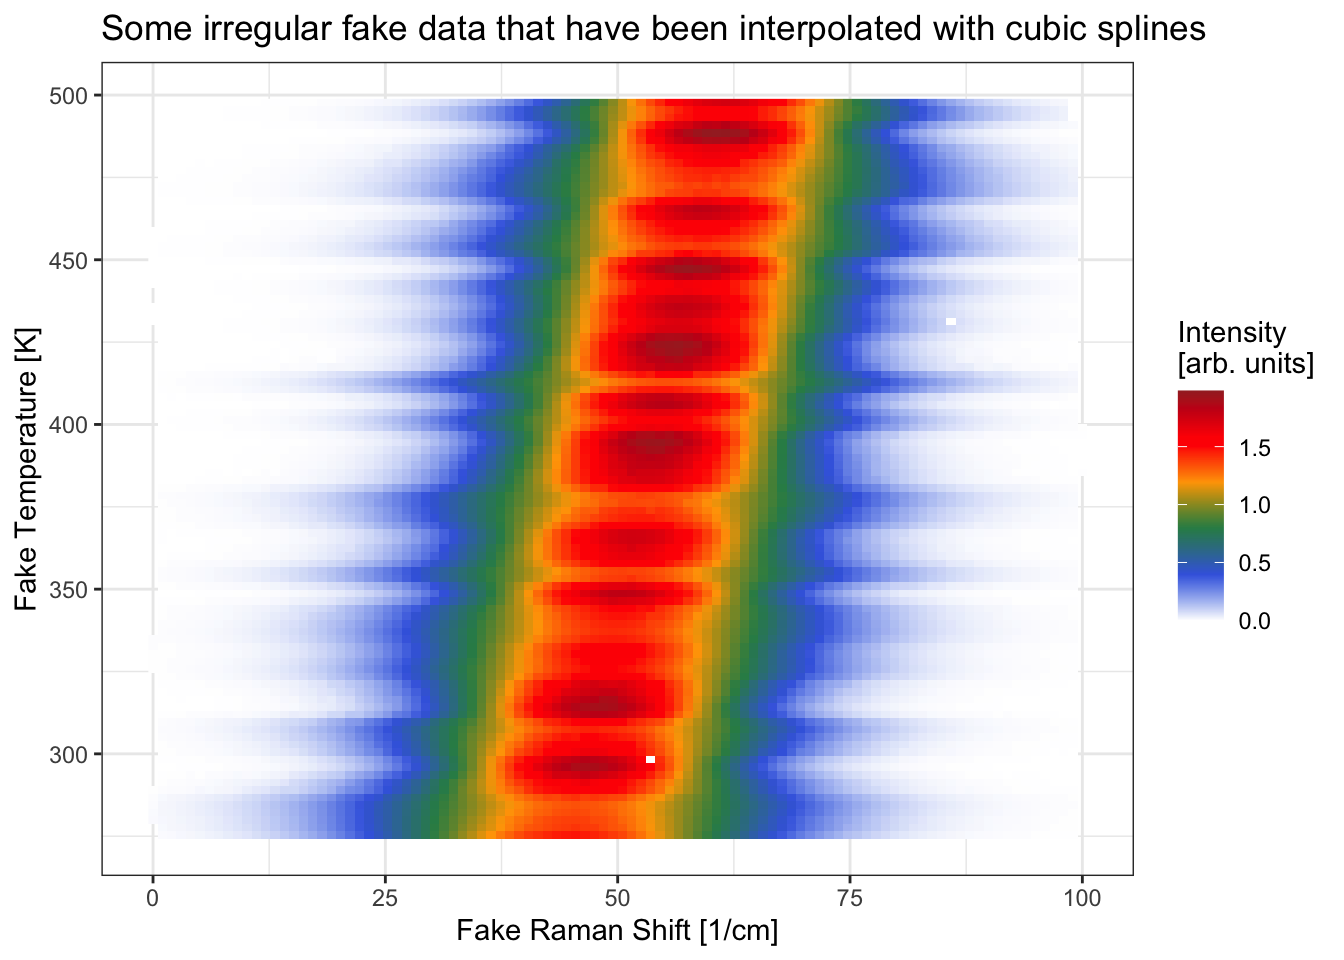 Some irregular fake data that have been interpolated with cubic splines
500
450
400
350
300
Fake Temperature [K]
0
25
50
75
100
Fake Raman Shift [1/cm]
Intensity
[arb. units]
1.5
1.0
0.5
0.0